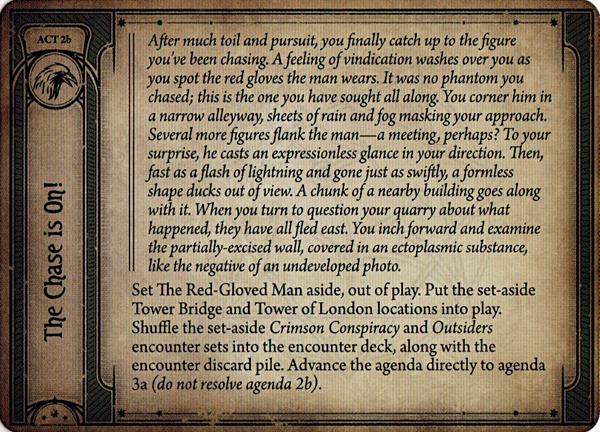 ACT 2b
The Chase is On!
After much toil and pursuit, you finally catch up to the figure
you've been chasing. A feeling of vindication washes over you as
you spot the red gloves the man wears. It was no phantom you
chased; this is the one you have sought all along. You corner him in
a narrow alleyway, sheets of rain and fog masking your approach.
Several more figures flank the man—a meeting, perhaps? To your
surprise, he casts an expressionless glance in your direction. Then,
fast as a flash of lightning and gone just as swiftly, a formless
shape ducks out of view. A chunk of a nearby building goes along
with it. When you turn to question your quarry about what
happened, they have all fled east. You inch forward and examine
the partially-excised wall, covered in an ectoplasmic substance,
like the negative of an undeveloped photo.
Set The Red-Gloved Man aside, out of play. Put the set-aside
Tower Bridge and Tower of London locations into play.
Shuffle the set-aside Crimson Conspiracy and Outsiders
encounter sets into the encounter deck, along with the
encounter discard pile. Advance the agenda directly to agenda
3a (do not resolve agenda 2b).